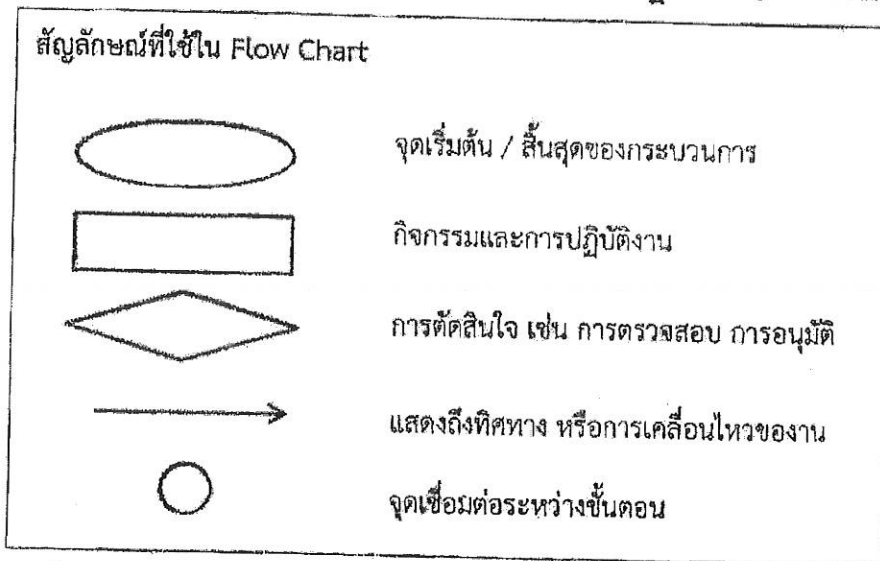 สัญลักษณ์ที่ใช้ใน Flow Chart
จุดเริ่มต้น / สิ้นสุดของกระบวนการ
กิจกรรมและการปฏิบัติงาน
การตัดสินใจ เช่น การตรวจสอบ การอนุมัติ
แสดงถึงทิศทาง หรือการเคลื่อนไหวของงาน
จุดเชื่อมต่อระหว่างขั้นตอน